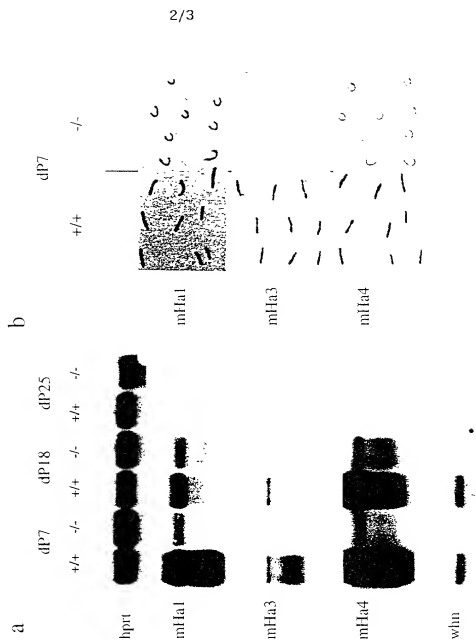 2/3
a
dP7 dP18 dP25
+/+ -/- +/+ -/- +/+ -/-
hprt
mHa1
mHa3
mHa4
whn
b
dP7
+/+ -/-
mHa1
mHa3
mHa4